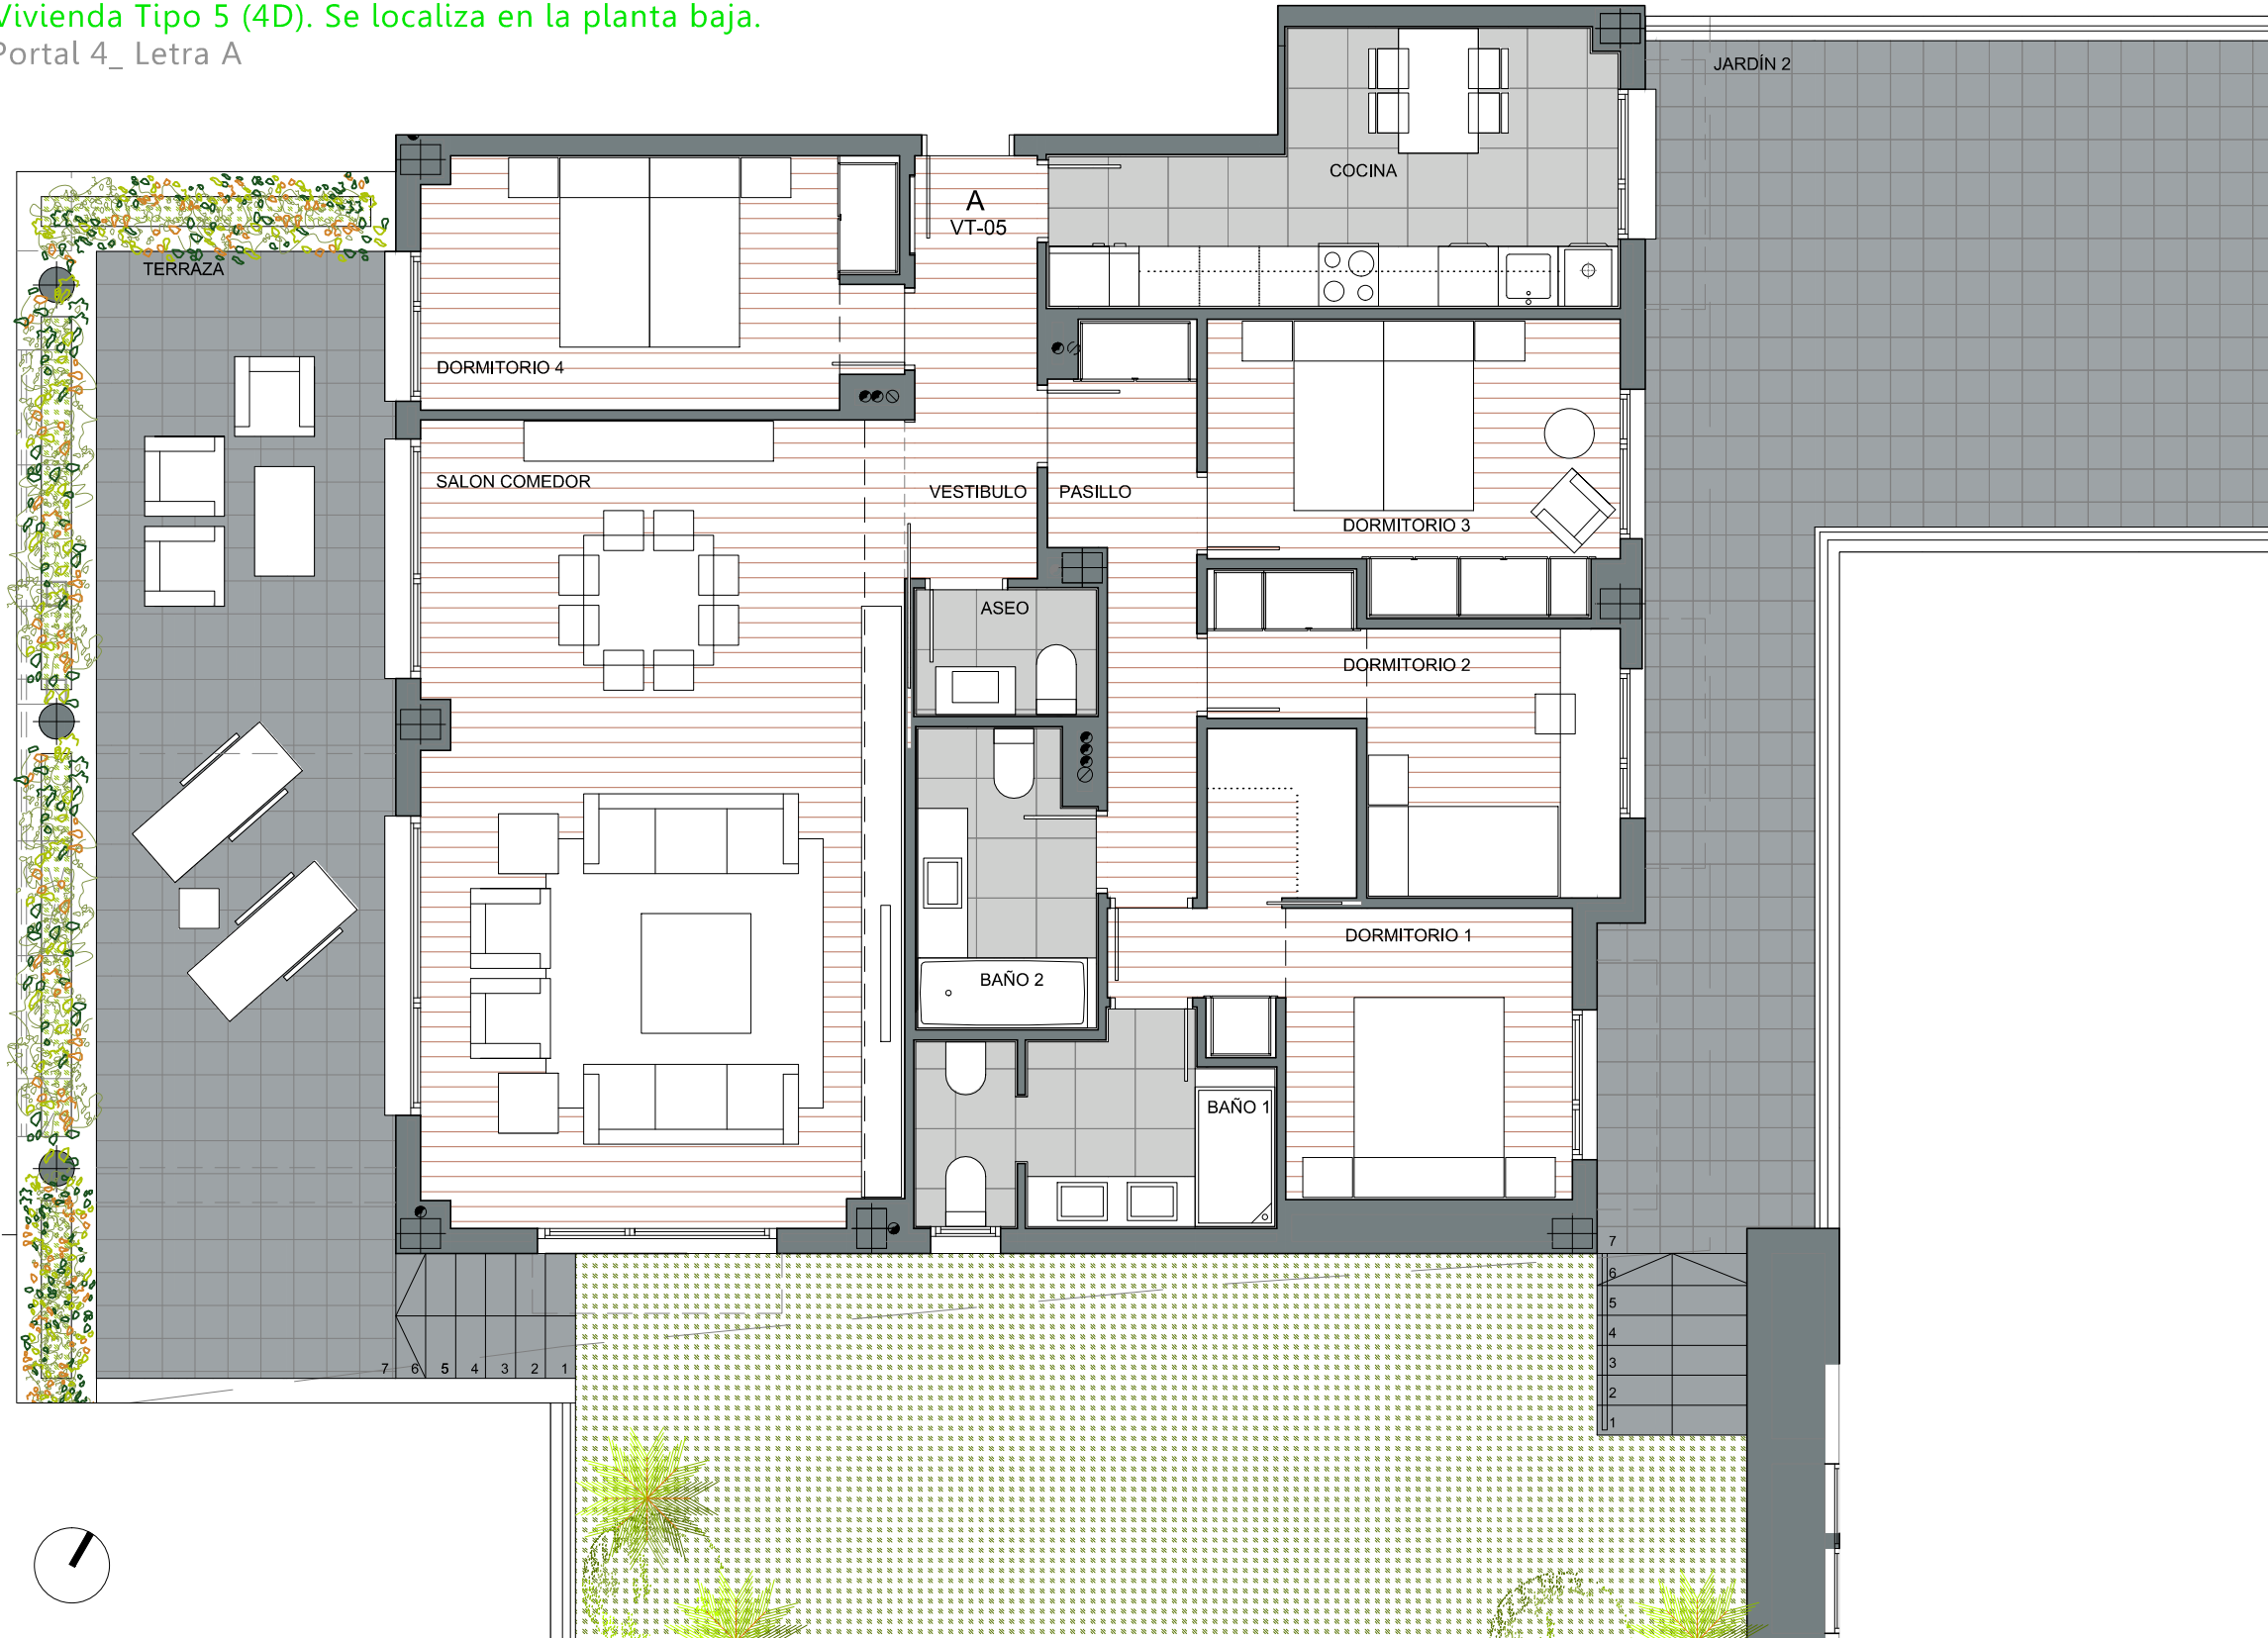 Vivienda Tipo 5 (4D). Se localiza en la planta baja.
Portal 4_ Letra A
JARDÍN 2
COCINA
A
VT-05
TERRAZA
DORMITORIO 4
SALON COMEDOR
VESTIBULO
PASILLO
DORMITORIO 3
ASEO
DORMITORIO 2
DORMITORIO 1
BAÑO 2
BAÑO 1
7
6
5
4
3
2
1
7 6 5 4 3 2 1